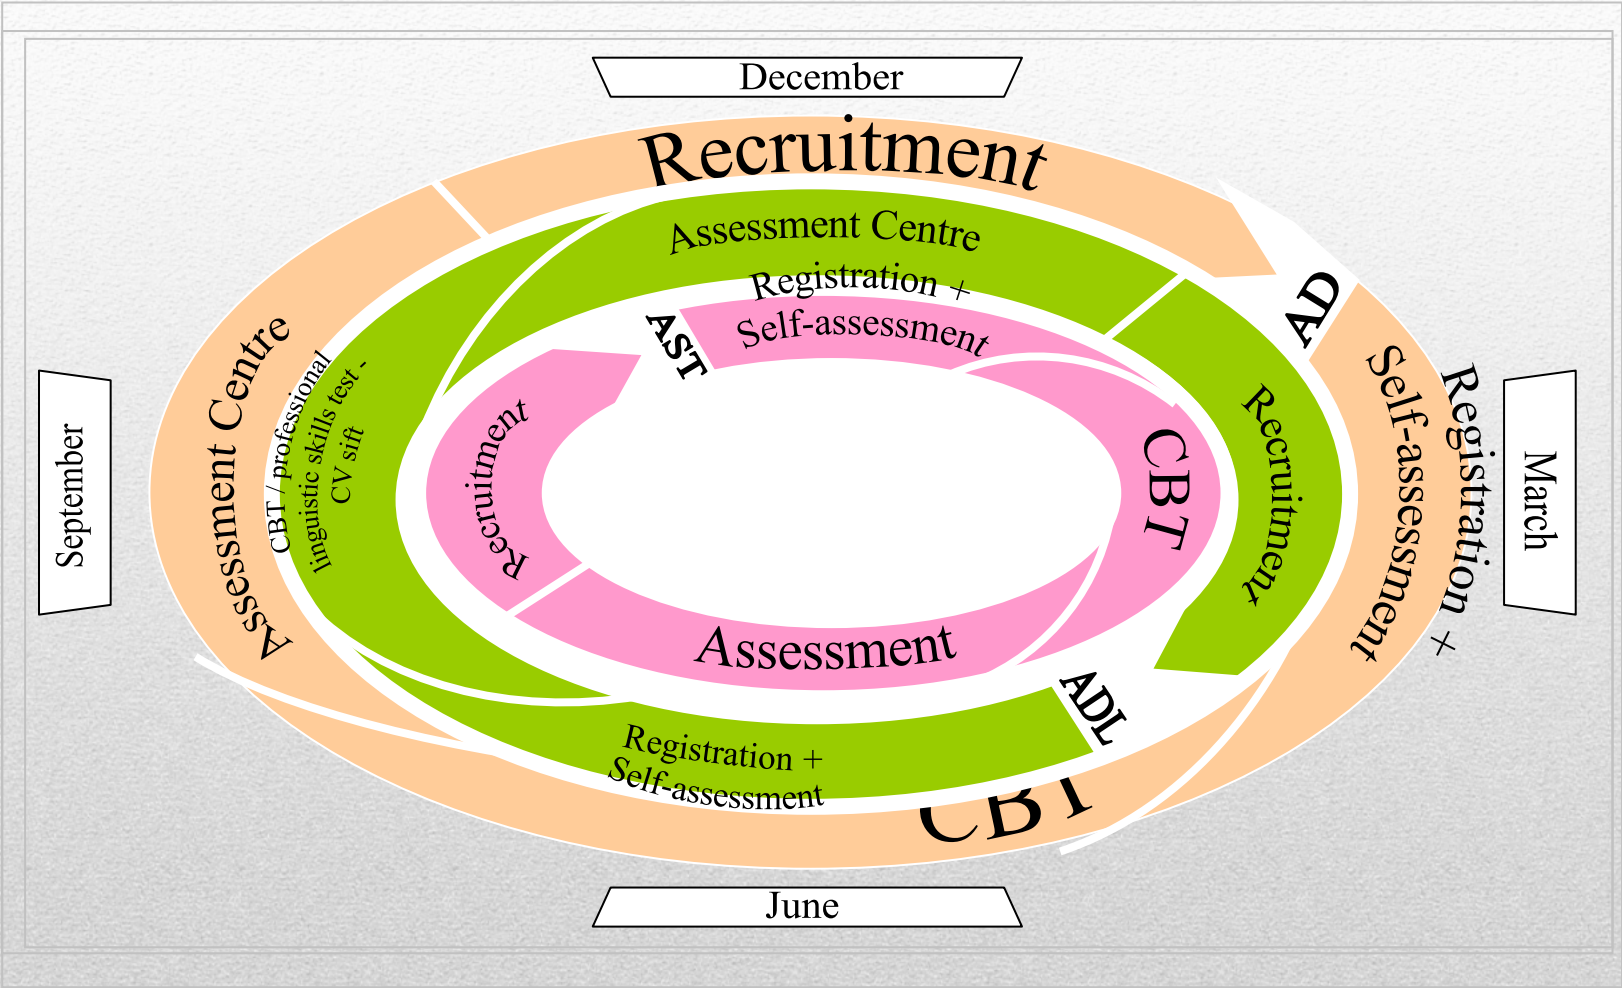 December
Recruitment
AD
Assessment Centre
Registration +
Self-assessment
AST
Recruitment
CBT
Assessment
Recruitment
ADL
Registration +
Self-assessment
CBT / professional
linguistic skills test -
CV sift
Assessment Centre
Registration +
Self-assessment
CBT
September
March
June